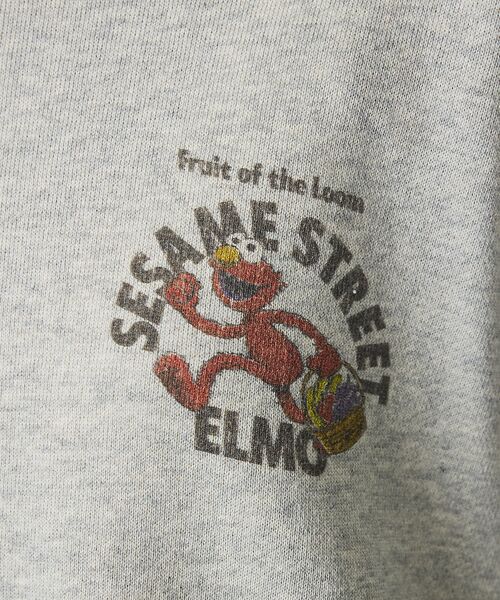 Fruit of the Loom
SESAME STREET
ELMO